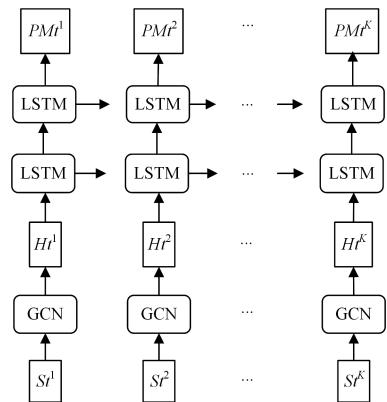 PMt¹ PMt² ... PMtᴷ
LSTM LSTM ... LSTM
LSTM LSTM ... LSTM
Ht¹ Ht² ... Htᴷ
GCN GCN ... GCN
St¹ St² ... Stᴷ